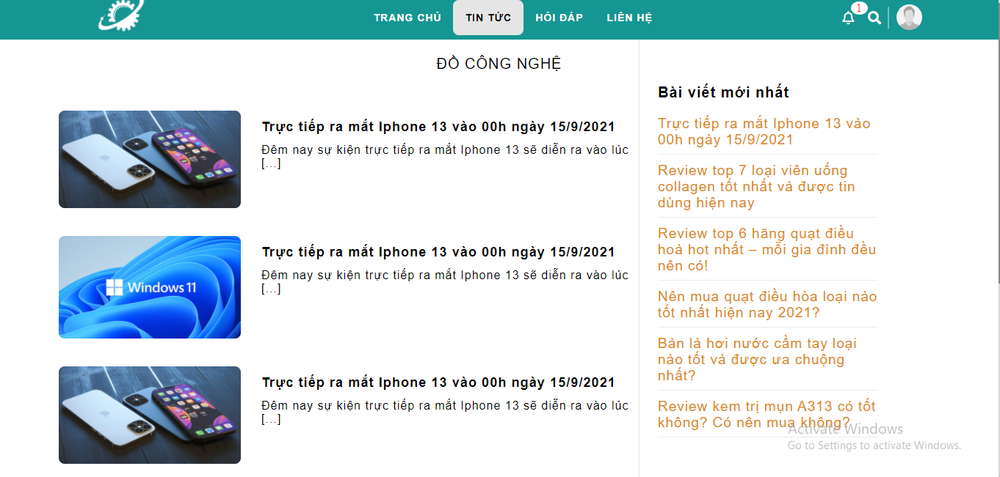 TRANG CHỦ
TIN TỨC
HỎI ĐÁP
LIÊN HỆ
1
ĐỒ CÔNG NGHỆ
Trực tiếp ra mắt Iphone 13 vào 00h ngày 15/9/2021
Đêm nay sự kiện trực tiếp ra mắt Iphone 13 sẽ diễn ra vào lúc
[...]
Windows 11
Trực tiếp ra mắt Iphone 13 vào 00h ngày 15/9/2021
Đêm nay sự kiện trực tiếp ra mắt Iphone 13 sẽ diễn ra vào lúc
[...]
Trực tiếp ra mắt Iphone 13 vào 00h ngày 15/9/2021
Đêm nay sự kiện trực tiếp ra mắt Iphone 13 sẽ diễn ra vào lúc
[...]
Bài viết mới nhất
Trực tiếp ra mắt Iphone 13 vào
00h ngày 15/9/2021
Review top 7 loại viên uống
collagen tốt nhất và được tin
dùng hiện nay
Review top 6 hãng quạt điều
hoà hot nhất – mỗi gia đình đều
nên có!
Nên mua quạt điều hòa loại nào
tốt nhất hiện nay 2021?
Bàn là hơi nước cầm tay loại
nào tốt và được ưa chuộng
nhất?
Review kem trị mụn A313 có tốt
không? Có nên mua không?
Activate Windows
Go to Settings to activate Windows.